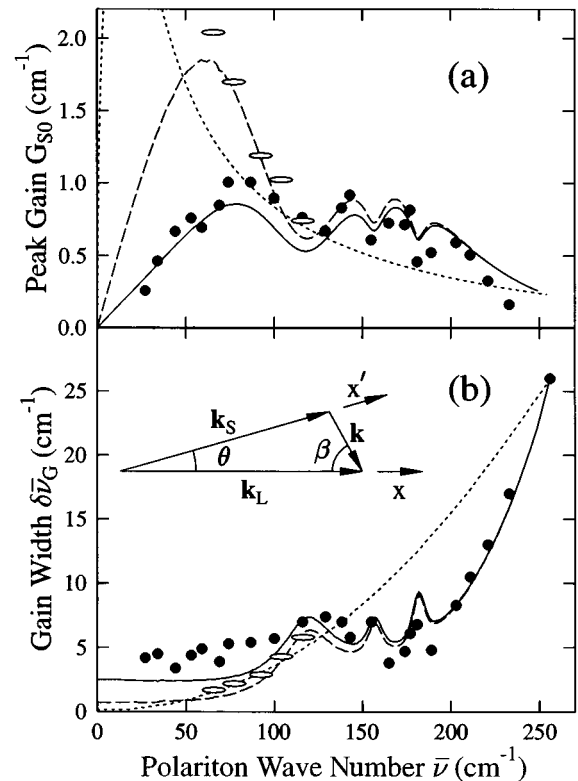 2.0
1.5
1.0
0.5
0.0
Peak Gain G_S0 (cm⁻¹)
(a)
25
20
15
10
5
0
Gain Width δν̄_G (cm⁻¹)
(b)
k_S
x'
k
θ
β
k_L
x
0
50
100
150
200
250
Polariton Wave Number ν̄ (cm⁻¹)